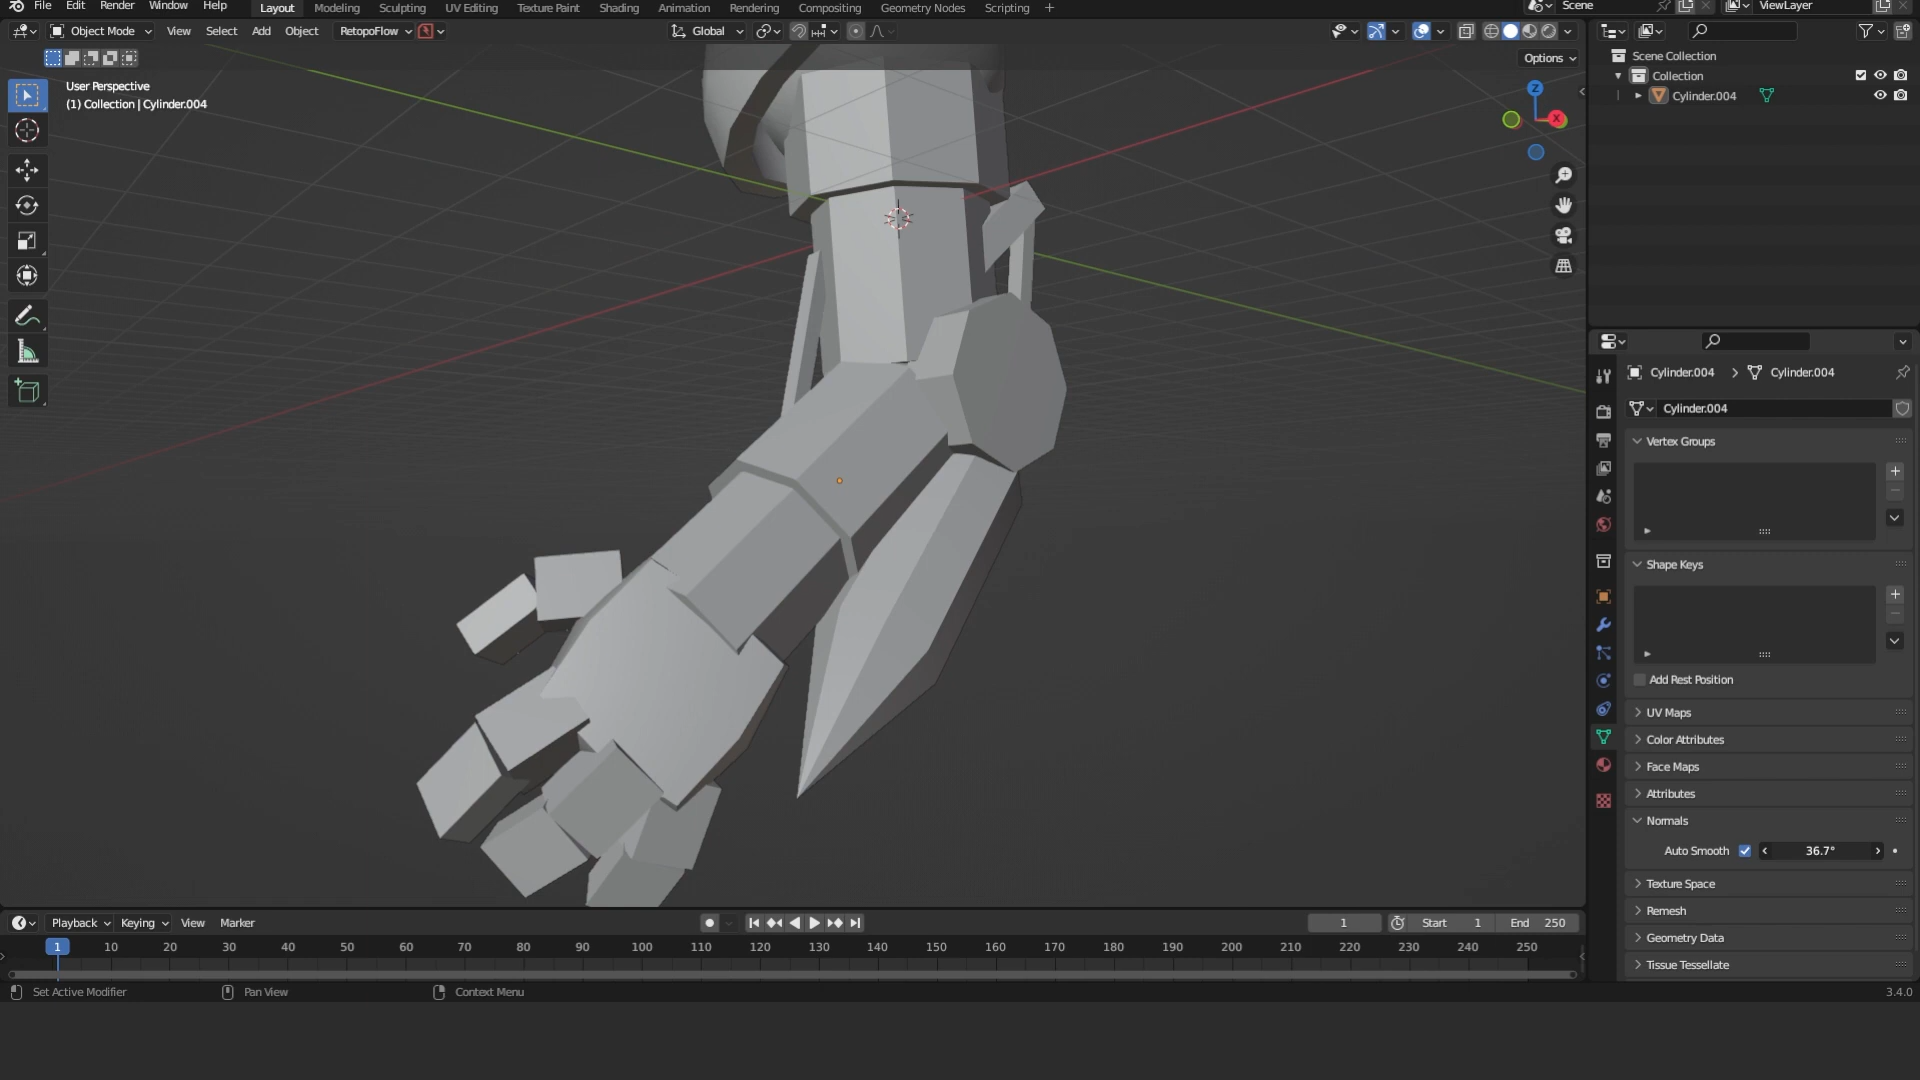 File Edit Render Window Help Layout Modeling Sculpting UV Editing Texture Paint Shading Animation Rendering Compositing Geometry Nodes Scripting + Scene ViewLayer
Object Mode View Select Add Object RetopoFlow Global
Options
User Perspective
(1) Collection | Cylinder.004
Z
X
Scene Collection
Collection
Cylinder.004
Cylinder.004 > Cylinder.004
Cylinder.004
Vertex Groups
Shape Keys
Add Rest Position
UV Maps
Color Attributes
Face Maps
Attributes
Normals
Auto Smooth 36.7°
Texture Space
Remesh
Geometry Data
Tissue Tessellate
Playback Keying View Marker 1 Start 1 End 250
1 10 20 30 40 50 60 70 80 90 100 110 120 130 140 150 160 170 180 190 200 210 220 230 240 250
Set Active Modifier Pan View Context Menu 3.4.0